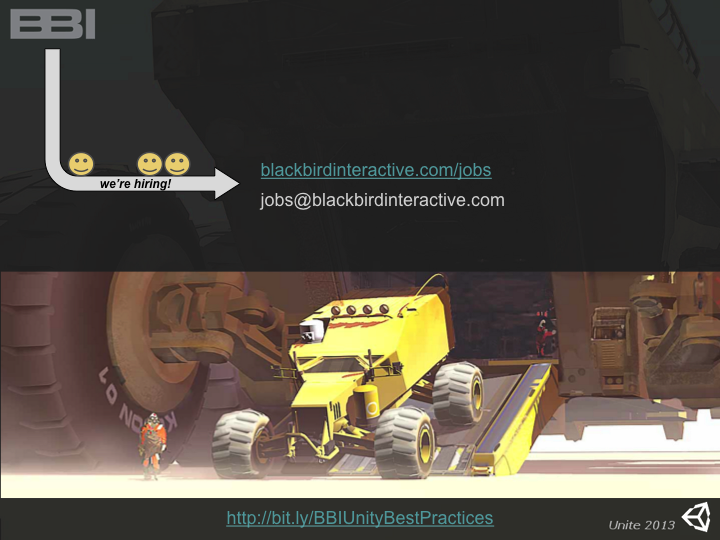 BBI
blackbirdinteractive.com/jobs
we're hiring!
jobs@blackbirdinteractive.com
http://bit.ly/BBIUnityBestPractices
Unite 2013